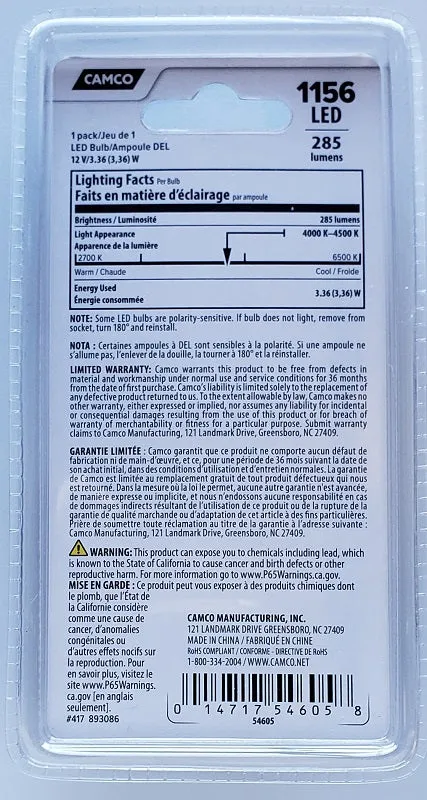 CAMCO
1156
LED
285
lumens
1 pack/Jeu de 1
LED Bulb/Ampoule DEL
12 V/3.36 (3,36) W
Lighting Facts Per Bulb
Faits en matière d'éclairage par ampoule
Brightness / Luminosité 285 lumens
Light Appearance 4000 K–4500 K
Apparence de la lumière
2700 K 6500 K
Warm / Chaude Cool / Froide
Energy Used
Énergie consommée 3.36 (3,36) W
NOTE: Some LED bulbs are polarity-sensitive. If bulb does not light, remove from
socket, turn 180° and reinstall.
NOTA : Certaines ampoules à DEL sont sensibles à la polarité. Si une ampoule ne
s'allume pas, l'enlever de la douille, la tourner à 180° et la réinstaller.
LIMITED WARRANTY: Camco warrants this product to be free from defects in
material and workmanship under normal use and service conditions for 36 months
from the date of first purchase. Camco's liability is limited solely to the replacement of
any defective product returned to us. To the extent allowable by law, Camco makes no
other warranty, either expressed or implied, nor assumes any liability for incidental
or consequential damages resulting from the use of this product or for breach of
warranty of merchantability or fitness for a particular purpose. Submit warranty
claims to Camco Manufacturing, 121 Landmark Drive, Greensboro, NC 27409.
GARANTIE LIMITÉE : Camco garantit que ce produit ne comporte aucun défaut de
fabrication ni de main-d'œuvre, et ce, pour une période de 36 mois suivant la date de
son achat initial, dans des conditions d'utilisation et d'entretien normales. La garantie
de Camco est limitée au remplacement gratuit de tout produit défectueux qui nous
est retourné. Dans la mesure où la loi le permet, aucune autre garantie n'est avancée,
de manière expresse ou implicite, et nous n'endossons aucune responsabilité en cas
de dommages indirects résultant de l'utilisation de ce produit ou de la rupture de la
garantie de qualité marchande ou d'adaptation de cet article à des fins particulières.
Prière de soumettre toute réclamation au titre de la garantie à l'adresse suivante :
Camco Manufacturing, 121 Landmark Drive, Greensboro, NC 27409.
WARNING: This product can expose you to chemicals including lead, which
is known to the State of California to cause cancer and birth defects or other
reproductive harm. For more information go to www.P65Warnings.ca.gov.
MISE EN GARDE : Ce produit peut vous exposer à des produits chimiques dont
le plomb, que l'État de
la Californie considère
comme une cause de
cancer, d'anomalies
congénitales ou
d'autres effets nocifs sur
la reproduction. Pour
en savoir plus, visitez le
site www.P65Warnings.
ca.gov [en anglais
seulement].
#417 893086
CAMCO MANUFACTURING, INC.
121 LANDMARK DRIVE GREENSBORO, NC 27409
MADE IN CHINA / FABRIQUÉ EN CHINE
RoHS COMPLIANT / CONFORME - DIRECTIVE DE RoHS
1-800-334-2004 / WWW.CAMCO.NET
0 14717 54605 8
54605